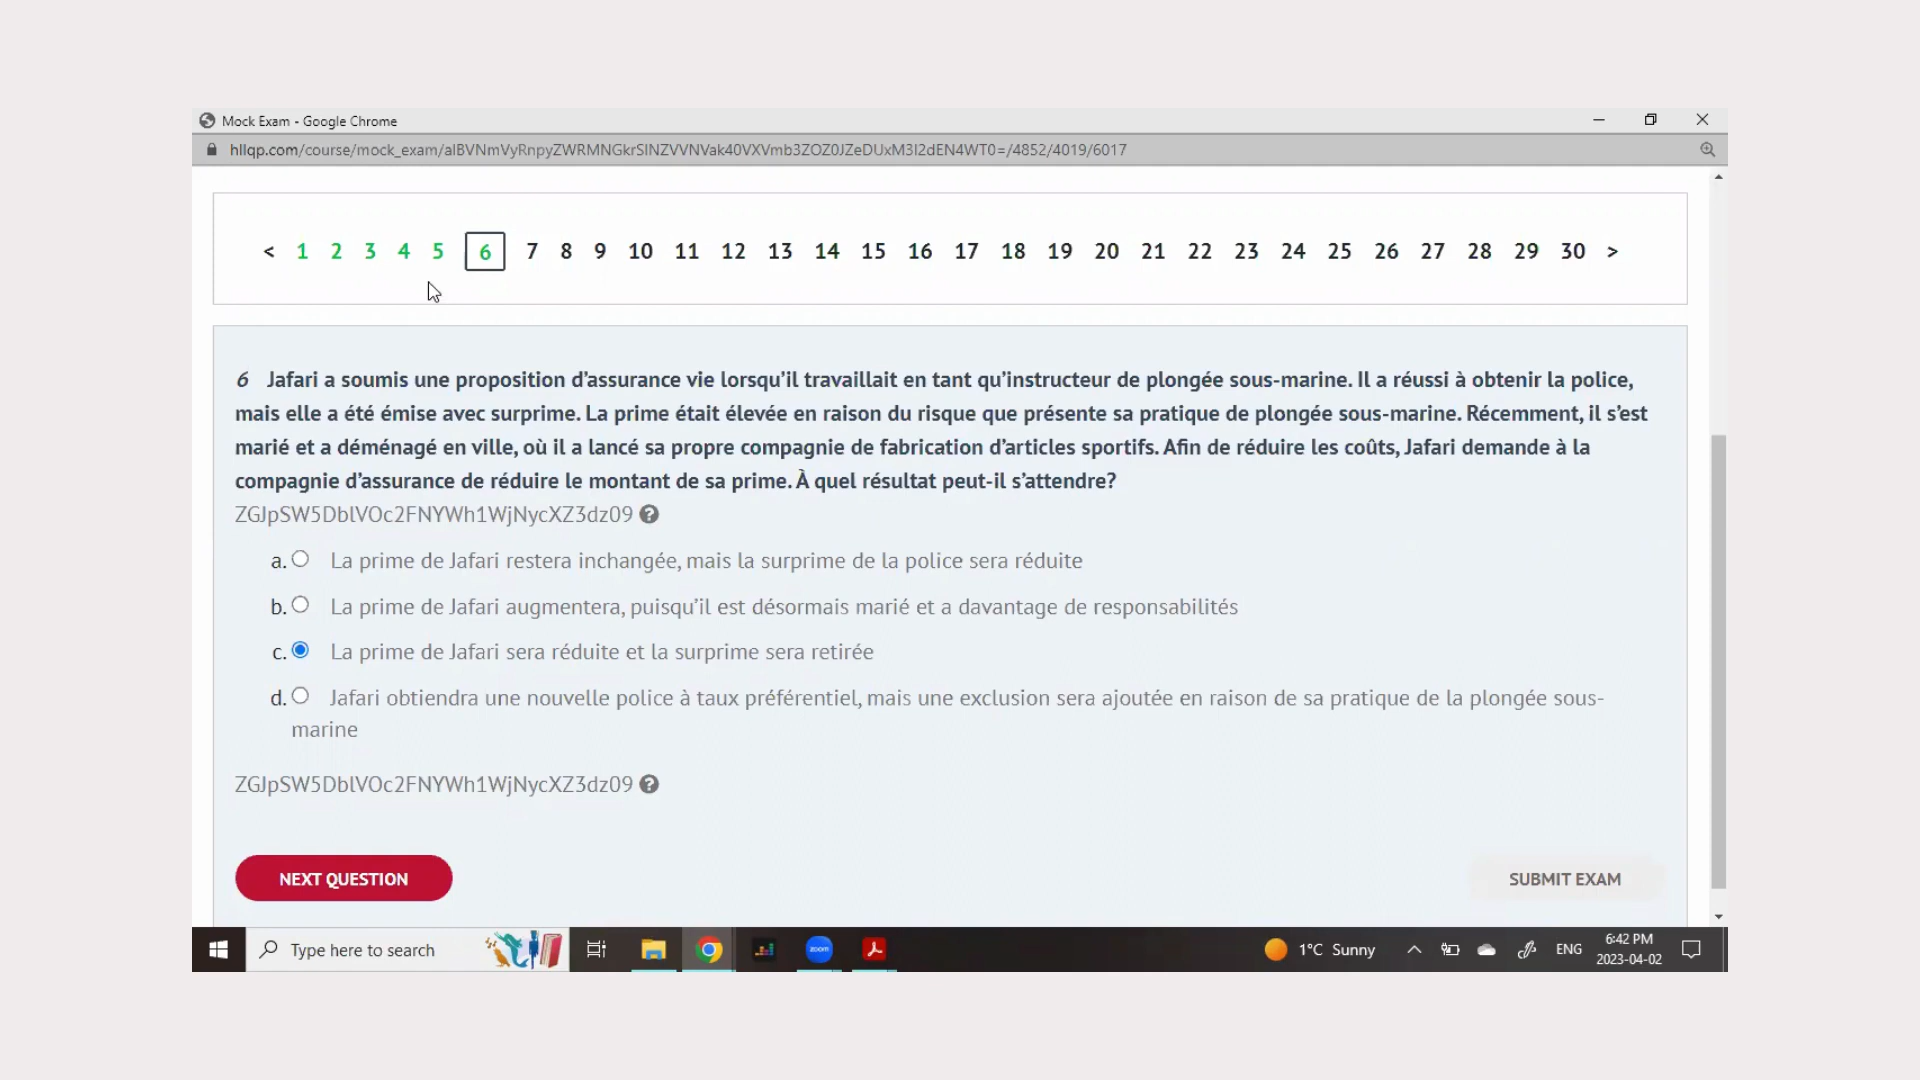 Mock Exam - Google Chrome
hllqp.com/course/mock_exam/alBVNmVyRnpyZWRMNGkrSlNZVVNVak40VXVmb3ZOZ0JZeDUxM3l2dEN4WT0=/4852/4019/6017
< 1 2 3 4 5 6 7 8 9 10 11 12 13 14 15 16 17 18 19 20 21 22 23 24 25 26 27 28 29 30 >
6 Jafari a soumis une proposition d’assurance vie lorsqu’il travaillait en tant qu’instructeur de plongée sous-marine. Il a réussi à obtenir la police,
mais elle a été émise avec surprime. La prime était élevée en raison du risque que présente sa pratique de plongée sous-marine. Récemment, il s’est
marié et a déménagé en ville, où il a lancé sa propre compagnie de fabrication d’articles sportifs. Afin de réduire les coûts, Jafari demande à la
compagnie d’assurance de réduire le montant de sa prime. À quel résultat peut-il s’attendre?
ZGJpSW5DblVOc2FNYWh1WjNycXZ3dz09 ?
a. La prime de Jafari restera inchangée, mais la surprime de la police sera réduite
b. La prime de Jafari augmentera, puisqu’il est désormais marié et a davantage de responsabilités
c. La prime de Jafari sera réduite et la surprime sera retirée
d. Jafari obtiendra une nouvelle police à taux préférentiel, mais une exclusion sera ajoutée en raison de sa pratique de la plongée sous-
marine
ZGJpSW5DblVOc2FNYWh1WjNycXZ3dz09 ?
NEXT QUESTION
SUBMIT EXAM
Type here to search
zoom
1°C Sunny
ENG
6:42 PM
2023-04-02